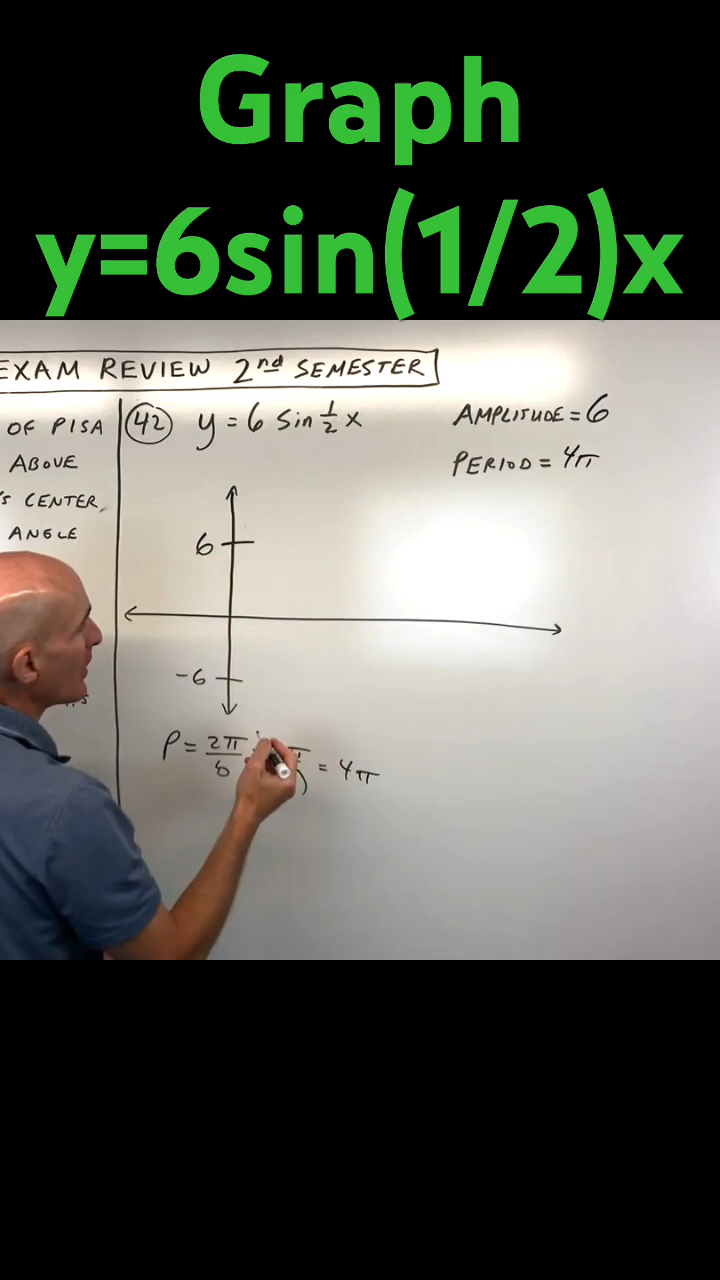 Graph
y=6sin(1/2)x
EXAM REVIEW 2nd SEMESTER
OF PISA
ABOVE
'S CENTER,
ANGLE
42 y = 6 sin 1/2 x
AMPLITUDE = 6
PERIOD = 4π
6
-6
P = 2π/b
= 4π